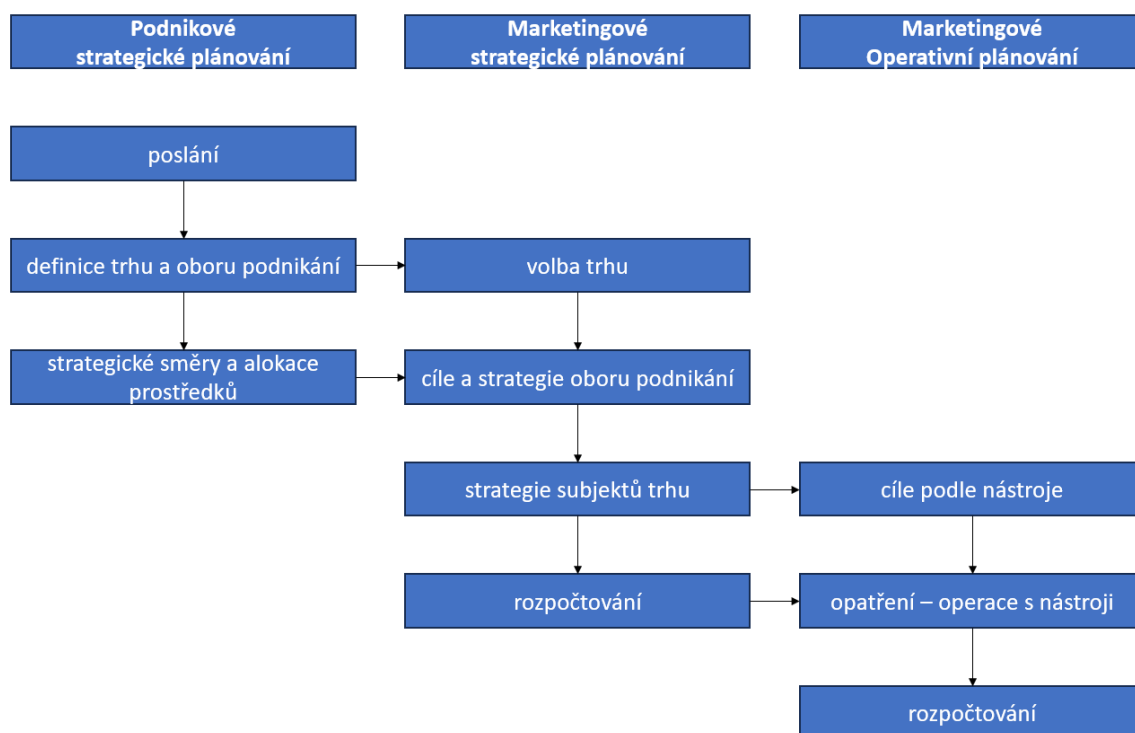 Podnikové
strategické plánování
Marketingové
strategické plánování
Marketingové
Operativní plánování
poslání
definice trhu a oboru podnikání
volba trhu
strategické směry a alokace
prostředků
cíle a strategie oboru podnikání
strategie subjektů trhu
cíle podle nástroje
rozpočtování
opatření – operace s nástroji
rozpočtování